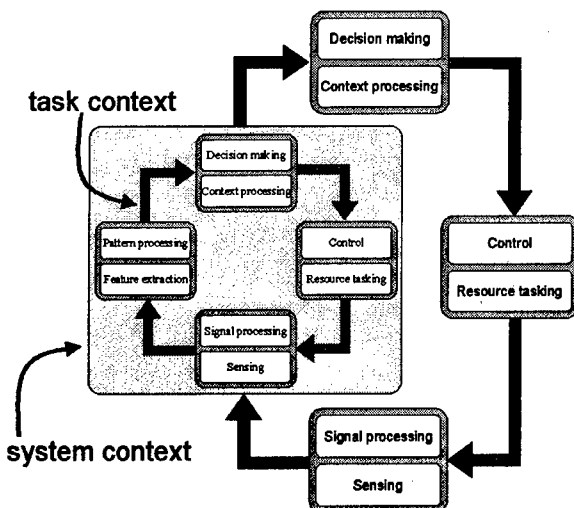 Decision making
Context processing
task context
Decision making
Context processing
Pattern processing
Feature extraction
Control
Resource tasking
Control
Resource tasking
Signal processing
Sensing
system context
Signal processing
Sensing